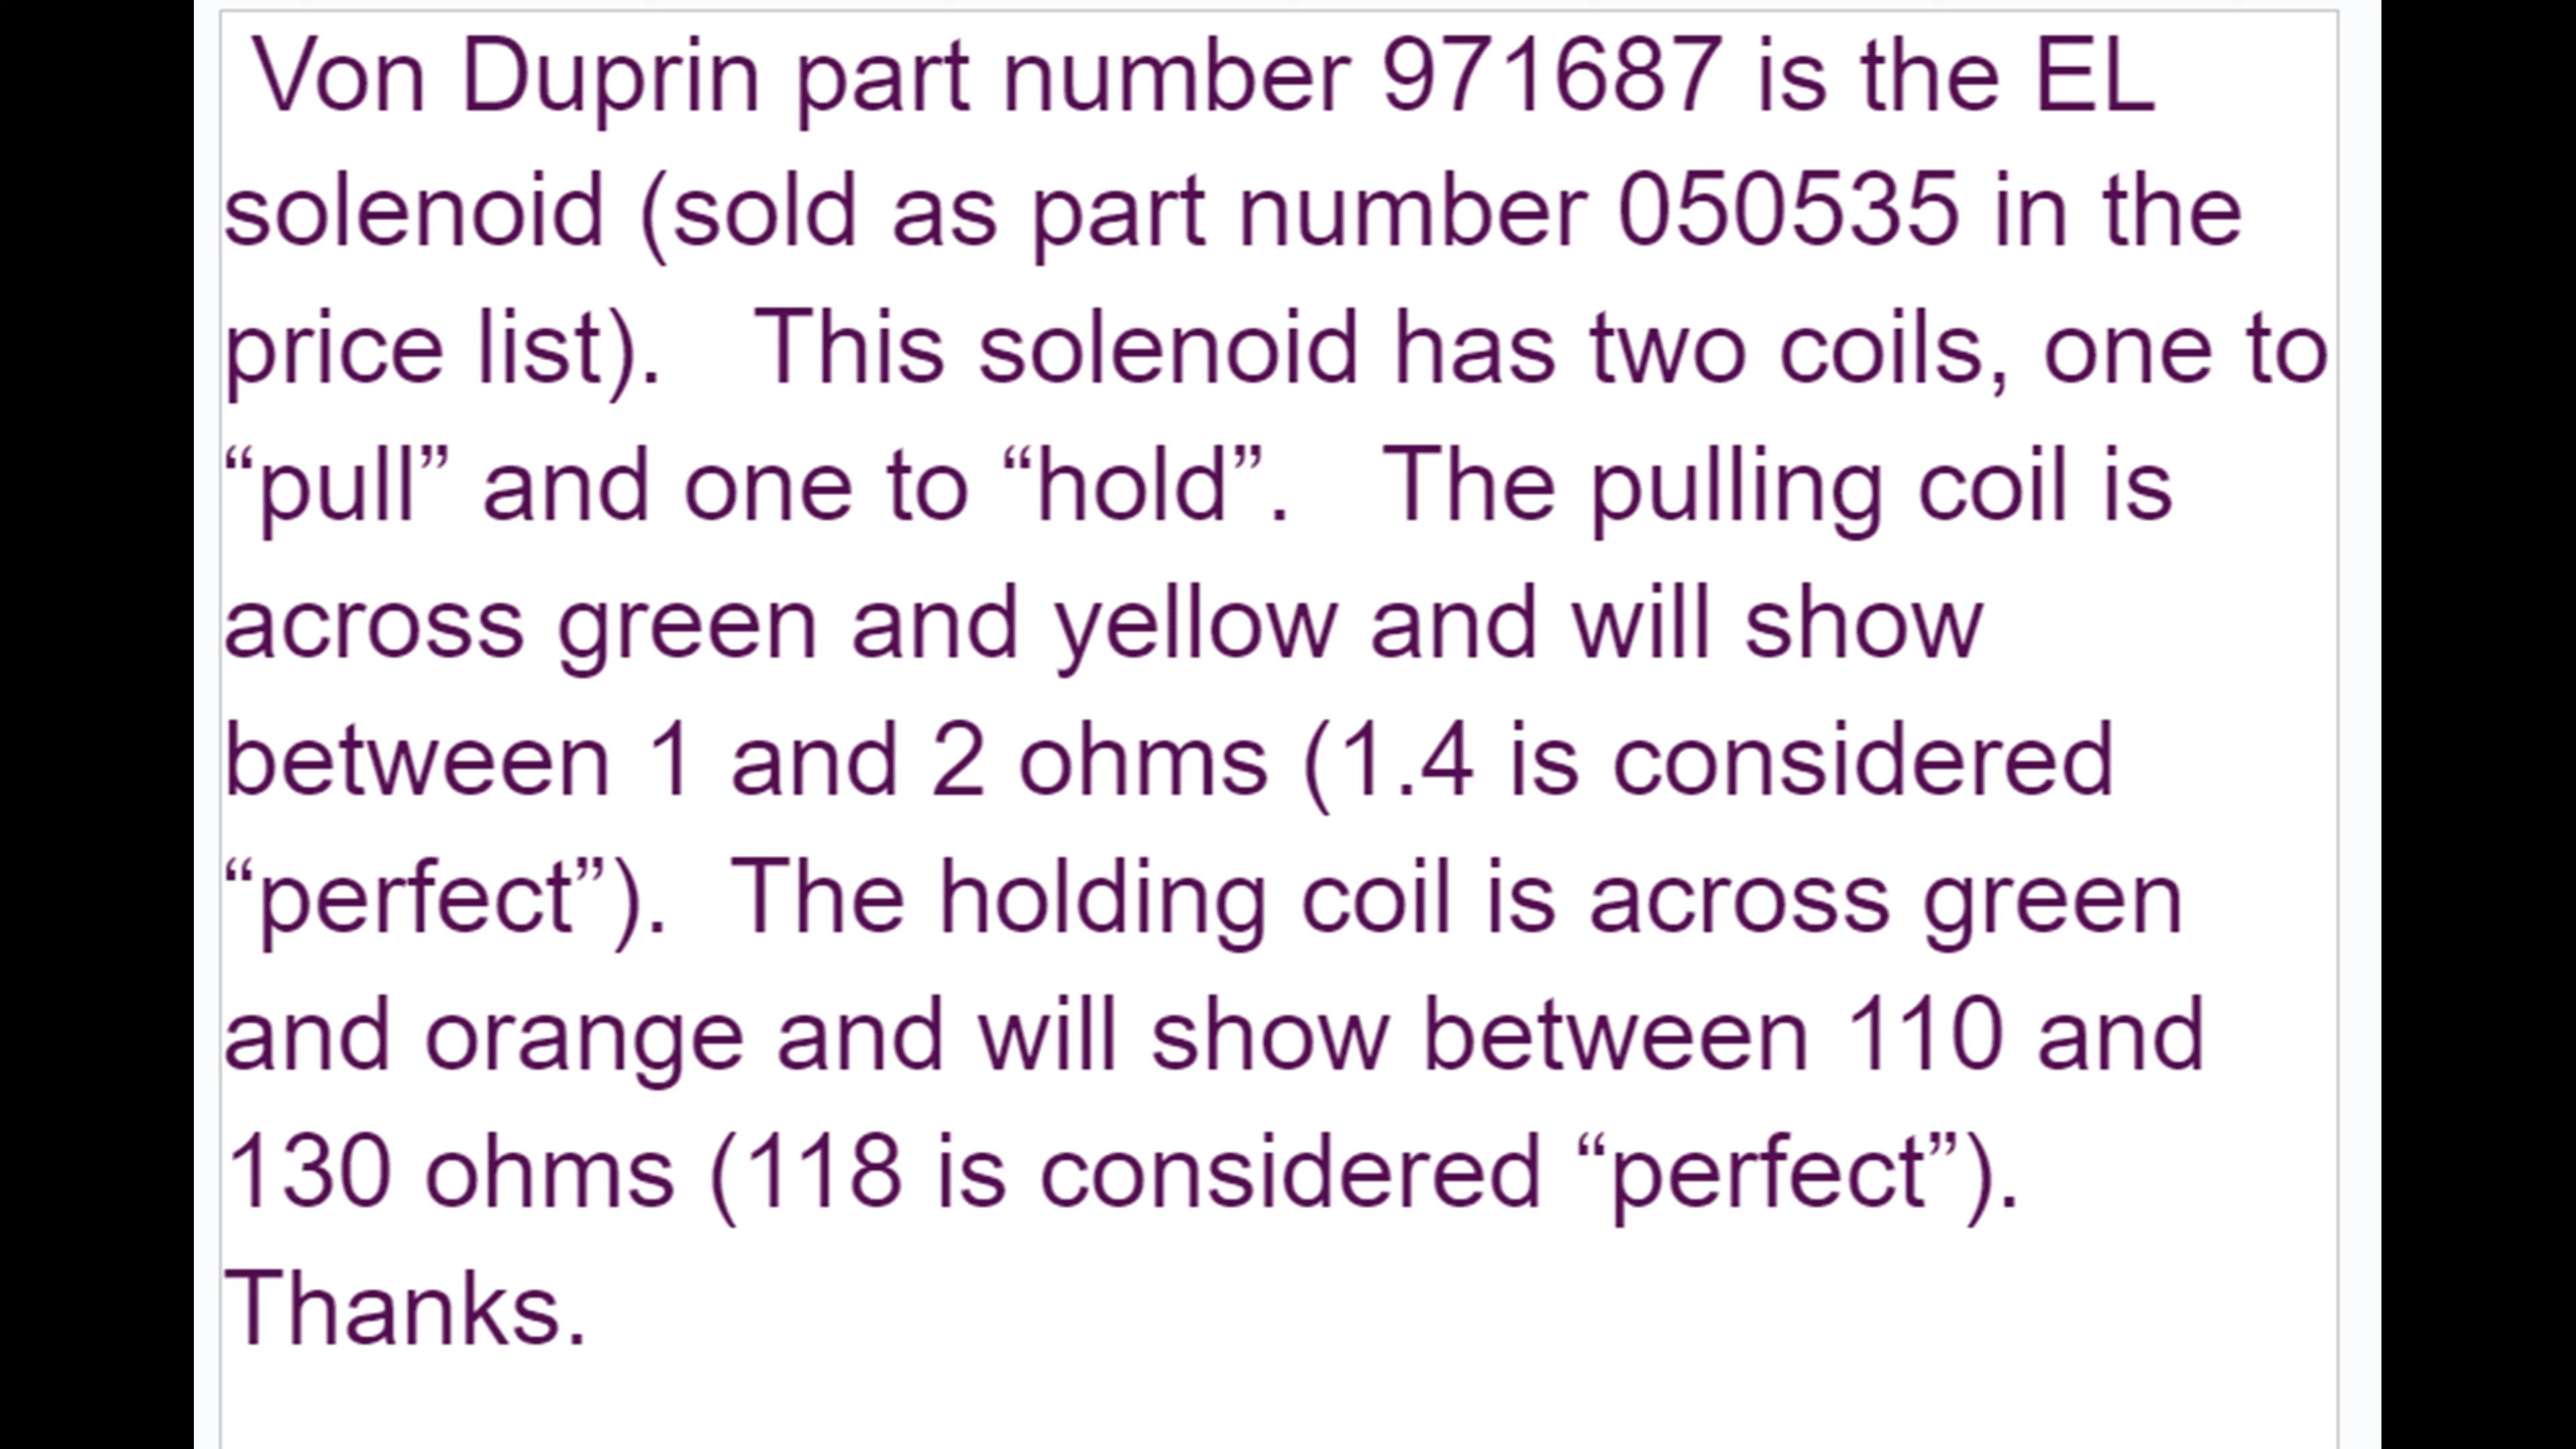 Von Duprin part number 971687 is the EL
solenoid (sold as part number 050535 in the
price list).   This solenoid has two coils, one to
“pull” and one to “hold”.   The pulling coil is
across green and yellow and will show
between 1 and 2 ohms (1.4 is considered
“perfect”).  The holding coil is across green
and orange and will show between 110 and
130 ohms (118 is considered “perfect”).
Thanks.